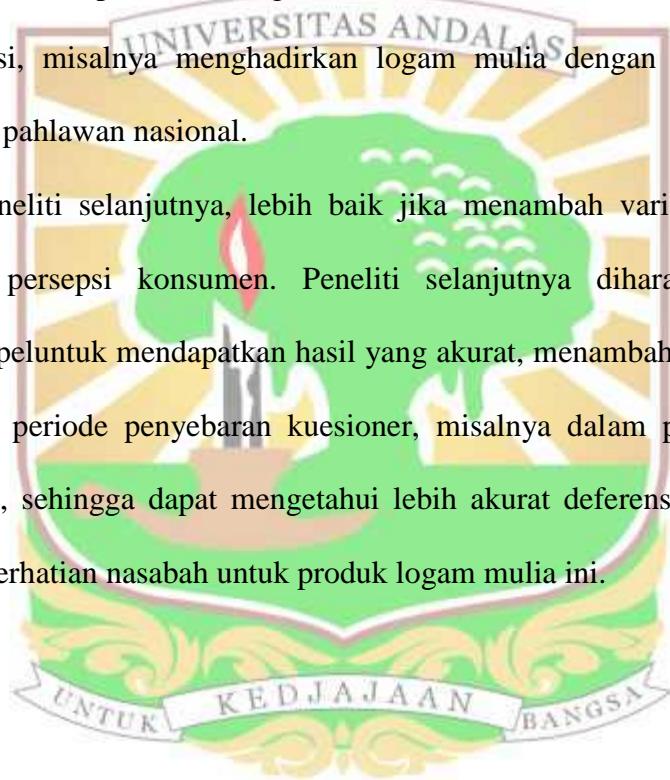 UNIVERSITAS ANDALAS
si, misalnya menghadirkan logam mulia dengan
pahlawan nasional.
neliti selanjutnya, lebih baik jika menambah vari
persepsi konsumen. Peneliti selanjutnya dihara
peluntuk mendapatkan hasil yang akurat, menambah
periode penyebaran kuesioner, misalnya dalam p
, sehingga dapat mengetahui lebih akurat deferens
erhatian nasabah untuk produk logam mulia ini.
UNTUK KEDJAJAAN BANGSA